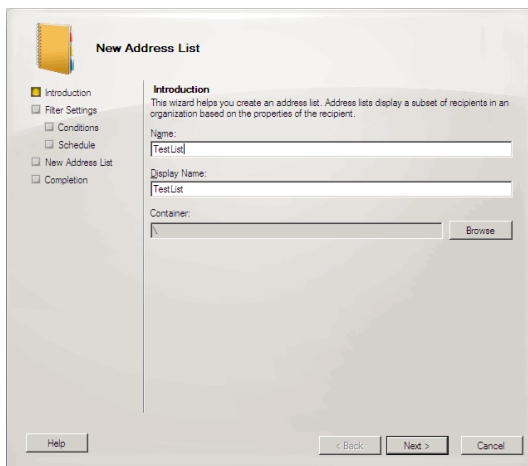 New Address List
Introduction
Filter Settings
Conditions
Schedule
New Address List
Completion
Introduction
This wizard helps you create an address list. Address lists display a subset of recipients in an
organization based on the properties of the recipient.
Name:
TestList
Display Name:
TestList
Container:
\
Browse
Help
< Back
Next >
Cancel